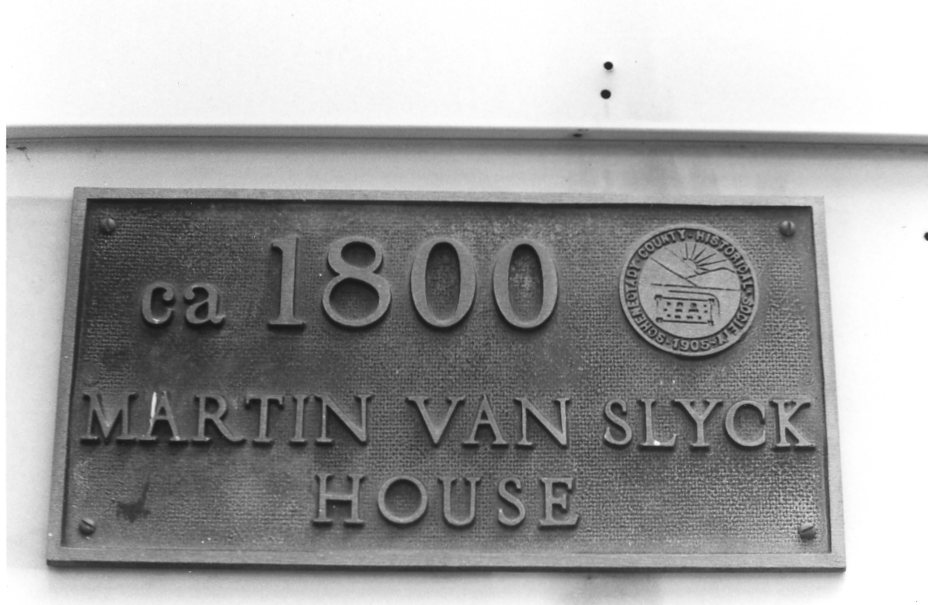 ca 1800
SCHENECTADY·COUNTY·HISTORICAL·SOCIETY
·1905·
MARTIN VAN SLYCK
HOUSE